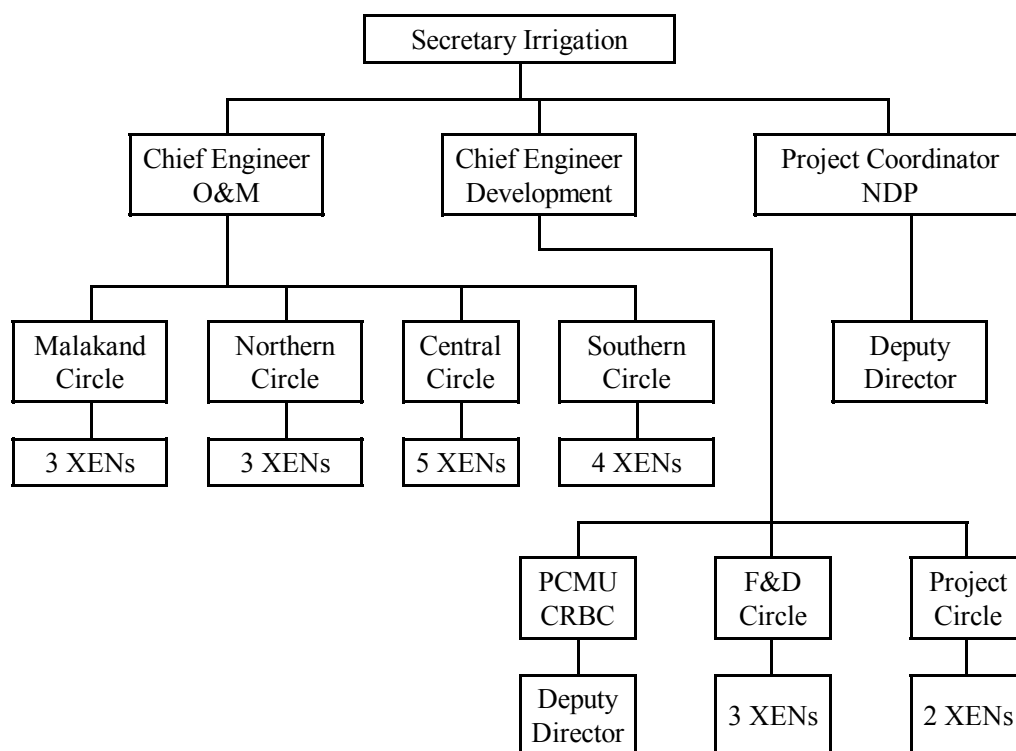 Secretary Irrigation
Chief Engineer
O&M
Chief Engineer
Development
Project Coordinator
NDP
Malakand
Circle
Northern
Circle
Central
Circle
Southern
Circle
Deputy
Director
3 XENs
3 XENs
5 XENs
4 XENs
PCMU
CRBC
F&D
Circle
Project
Circle
Deputy
Director
3 XENs
2 XENs